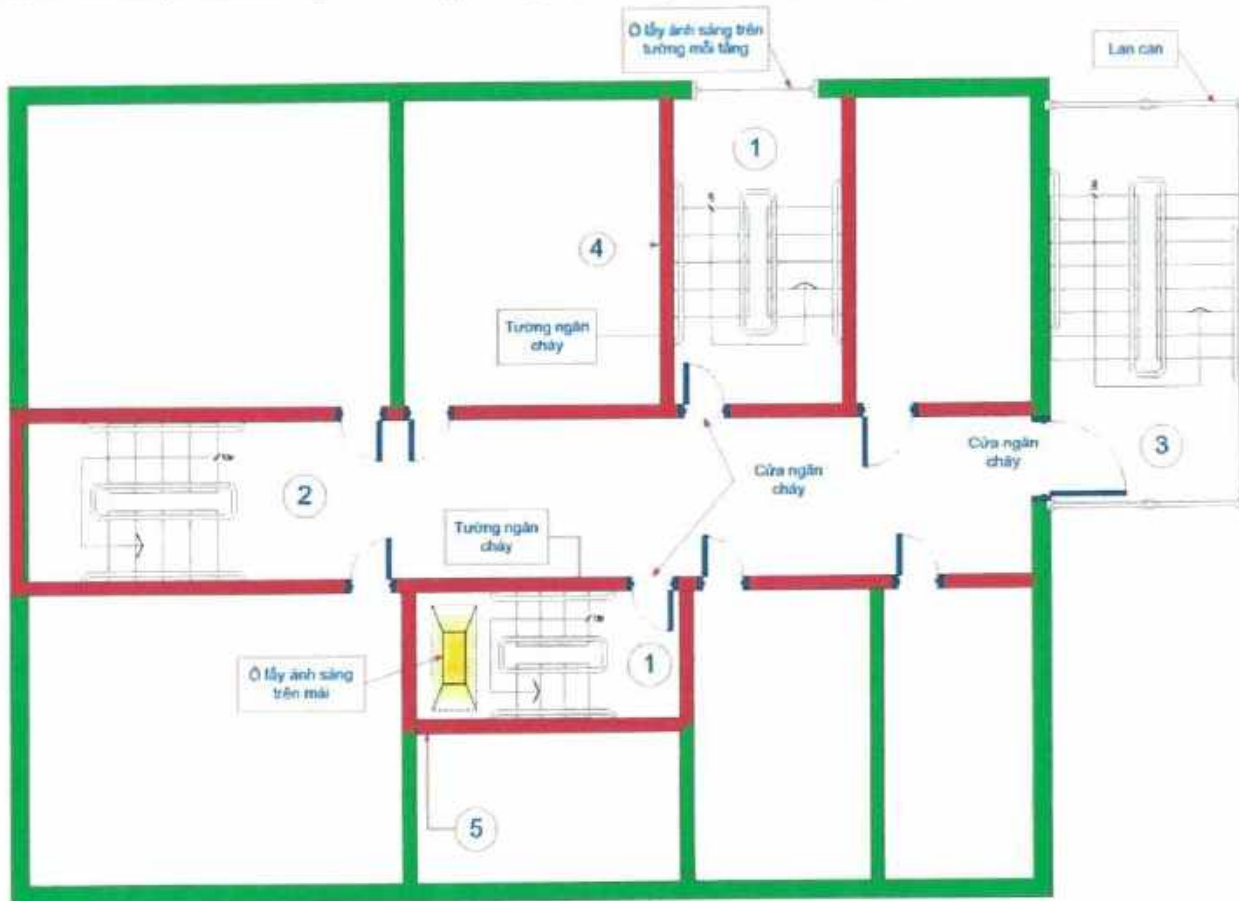 Ô lấy ánh sáng trên
tường mỗi tầng
Lan can
1
4
Tường ngăn
cháy
2
Cửa ngăn
cháy
3
Cửa ngăn
cháy
Tường ngăn
cháy
Ô lấy ánh sáng
trên mái
1
5